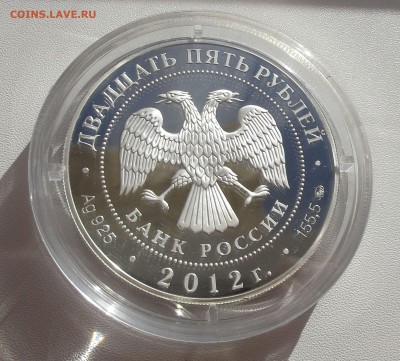 COINS.LAVE.RU
ДВАДЦАТЬ ПЯТЬ РУБЛЕЙ
БАНК РОССИИ
Ag 925
155,5
• 2012 г. •